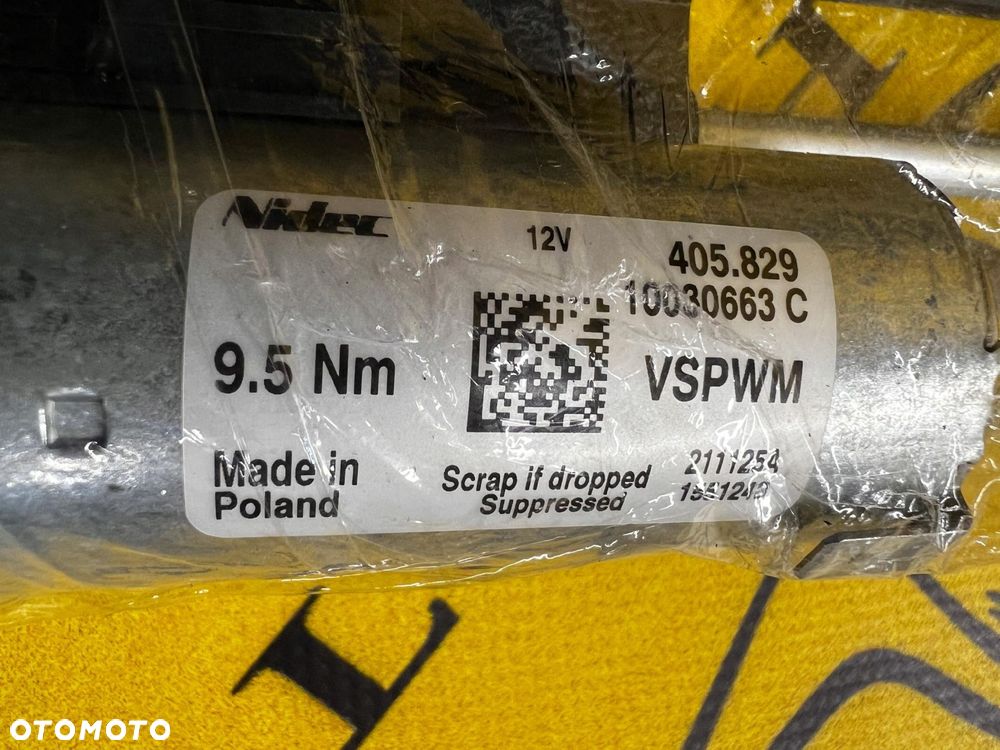 Nidec
12V
405.829
10030663 C
9.5 Nm
VSPWM
Made in
Poland
Scrap if dropped
Suppressed
2111254
OTOMOTO